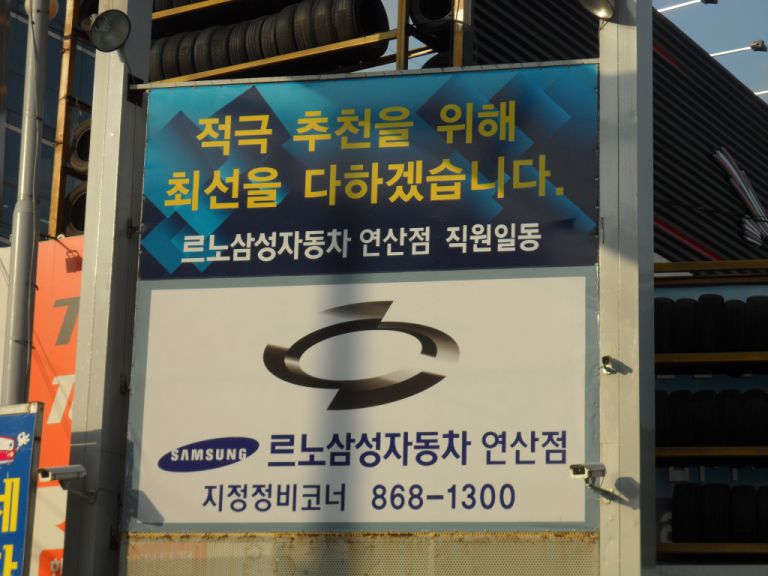 적극 추천을 위해
최선을 다하겠습니다.
르노삼성자동차 연산점 직원일동
SAMSUNG 르노삼성자동차 연산점
지정정비코너 868-1300